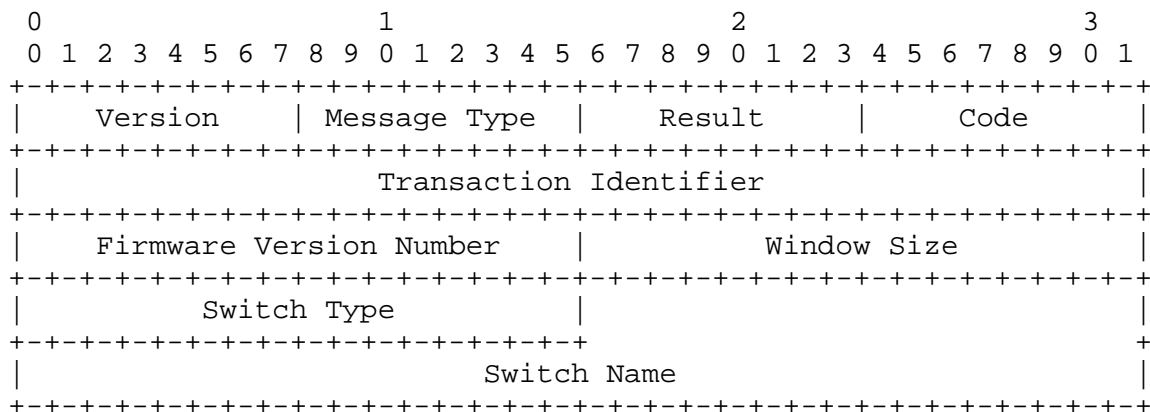 0                   1                   2                   3
 0 1 2 3 4 5 6 7 8 9 0 1 2 3 4 5 6 7 8 9 0 1 2 3 4 5 6 7 8 9 0 1
+-+-+-+-+-+-+-+-+-+-+-+-+-+-+-+-+-+-+-+-+-+-+-+-+-+-+-+-+-+-+-+-+
|    Version    | Message Type  |    Result     |     Code      |
+-+-+-+-+-+-+-+-+-+-+-+-+-+-+-+-+-+-+-+-+-+-+-+-+-+-+-+-+-+-+-+-+
|                    Transaction Identifier                     |
+-+-+-+-+-+-+-+-+-+-+-+-+-+-+-+-+-+-+-+-+-+-+-+-+-+-+-+-+-+-+-+-+
|    Firmware Version Number    |          Window Size          |
+-+-+-+-+-+-+-+-+-+-+-+-+-+-+-+-+-+-+-+-+-+-+-+-+-+-+-+-+-+-+-+-+
|          Switch Type          |                               |
+-+-+-+-+-+-+-+-+-+-+-+-+-+-+-+-+                               +
|                          Switch Name                          |
+-+-+-+-+-+-+-+-+-+-+-+-+-+-+-+-+-+-+-+-+-+-+-+-+-+-+-+-+-+-+-+-+